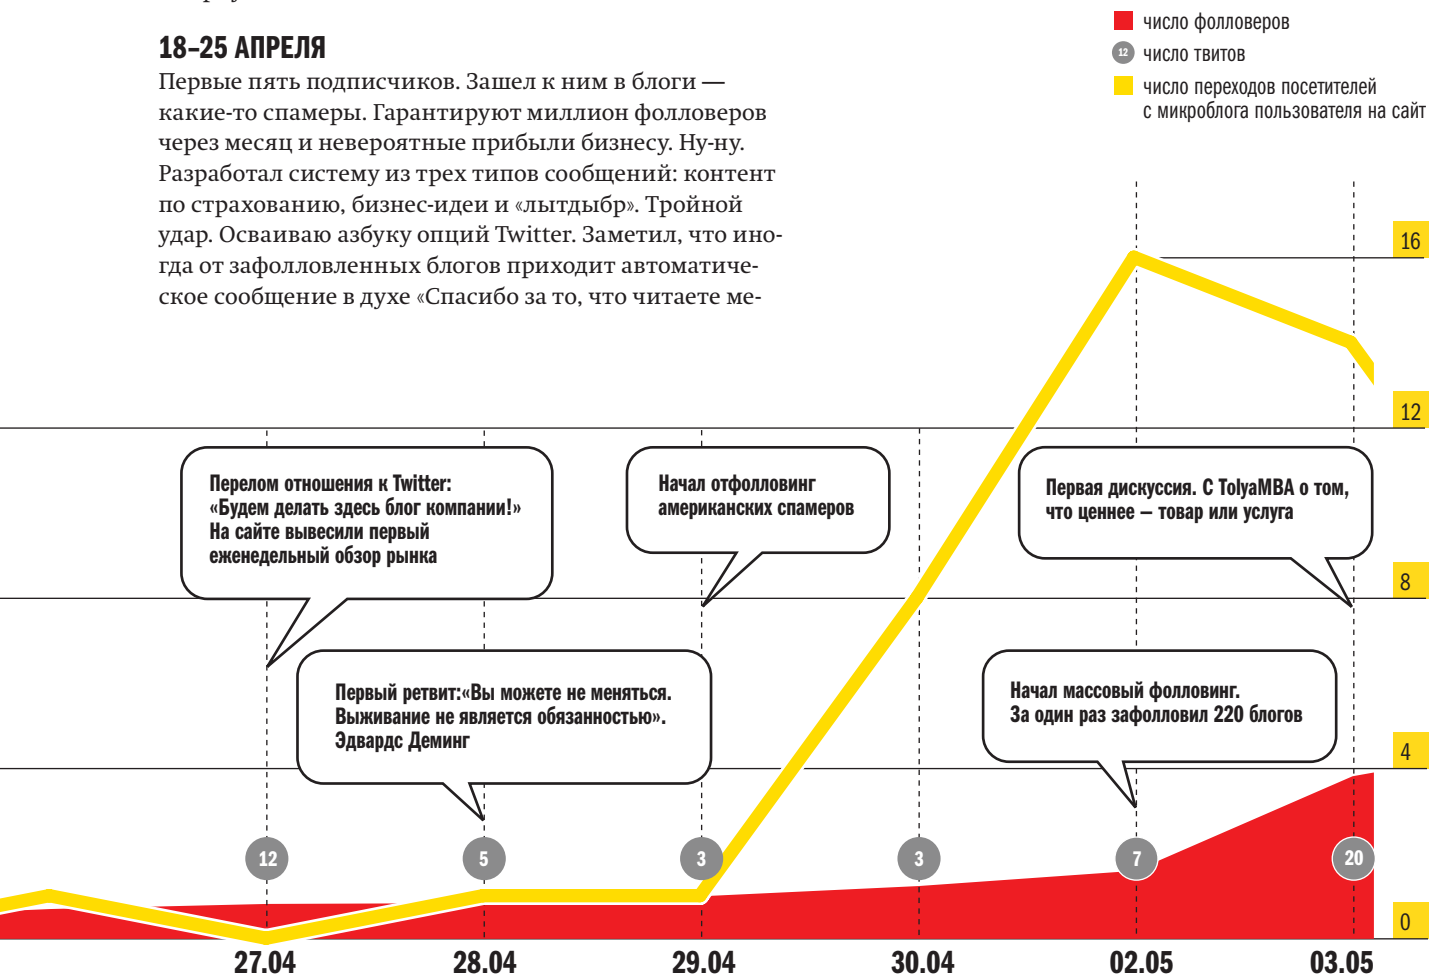 18–25 АПРЕЛЯ
Первые пять подписчиков. Зашел к ним в блоги —
какие-то спамеры. Гарантируют миллион фолловеров
через месяц и невероятные прибыли бизнесу. Ну-ну.
Разработал систему из трех типов сообщений: контент
по страхованию, бизнес-идеи и «лытдыбр». Тройной
удар. Осваиваю азбуку опций Twitter. Заметил, что ино-
гда от зафолловленных блогов приходит автоматиче-
ское сообщение в духе «Спасибо за то, что читаете ме-
число фолловеров
12 число твитов
число переходов посетителей
с микроблога пользователя на сайт
16
12
8
4
0
Перелом отношения к Twitter:
«Будем делать здесь блог компании!»
На сайте вывесили первый
еженедельный обзор рынка
Начал отфолловинг
американских спамеров
Первая дискуссия. С TolyaMBA о том,
что ценнее – товар или услуга
Первый ретвит:«Вы можете не меняться.
Выживание не является обязанностью».
Эдвардс Деминг
Начал массовый фолловинг.
За один раз зафолловил 220 блогов
12 5 3 3 7 20
27.04 28.04 29.04 30.04 02.05 03.05